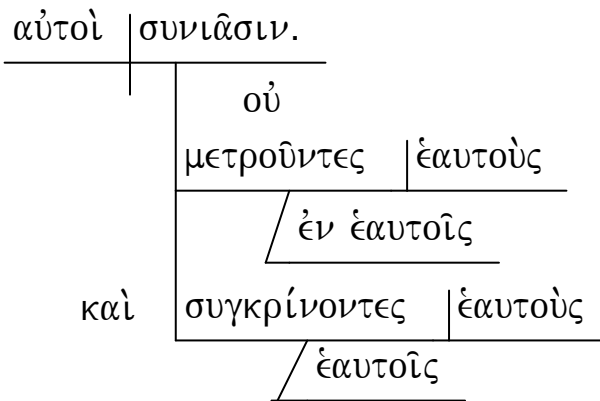 αὐτοὶ συνιᾶσιν.
οὐ
μετροῦντες ἑαυτοὺς
ἐν ἑαυτοῖς
καὶ συγκρίνοντες ἑαυτοὺς
ἑαυτοῖς